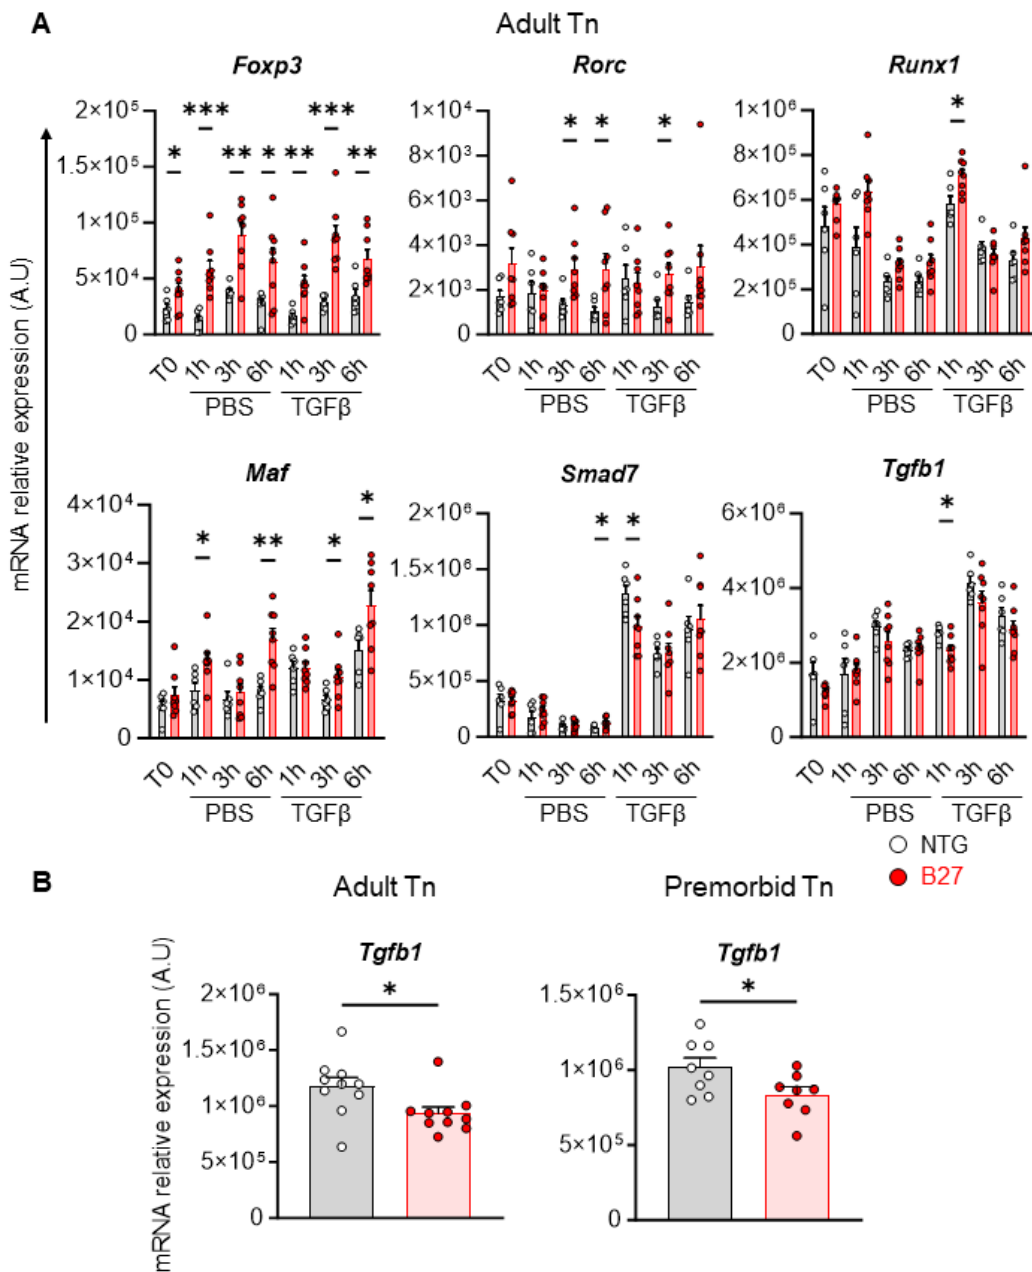 A
Adult Tn
mRNA relative expression (A.U)
Foxp3
2×10⁵
1.5×10⁵
1×10⁵
5×10⁴
0
* *** ** * ** *** **
T0 1h 3h 6h 1h 3h 6h
PBS TGFβ
Rorc
1×10⁴
8×10³
6×10³
4×10³
2×10³
0
* * *
T0 1h 3h 6h 1h 3h 6h
PBS TGFβ
Runx1
1×10⁶
8×10⁵
6×10⁵
4×10⁵
2×10⁵
0
*
T0 1h 3h 6h 1h 3h 6h
PBS TGFβ
Maf
4×10⁴
3×10⁴
2×10⁴
1×10⁴
0
* ** * *
T0 1h 3h 6h 1h 3h 6h
PBS TGFβ
Smad7
2×10⁶
1.5×10⁶
1×10⁶
5×10⁵
0
* *
T0 1h 3h 6h 1h 3h 6h
PBS TGFβ
Tgfb1
6×10⁶
4×10⁶
2×10⁶
0
*
T0 1h 3h 6h 1h 3h 6h
PBS TGFβ
NTG
B27
B
mRNA relative expression (A.U)
Adult Tn
Tgfb1
*
2×10⁶
1.5×10⁶
1×10⁶
5×10⁵
0
Premorbid Tn
Tgfb1
*
1.5×10⁶
1×10⁶
5×10⁵
0